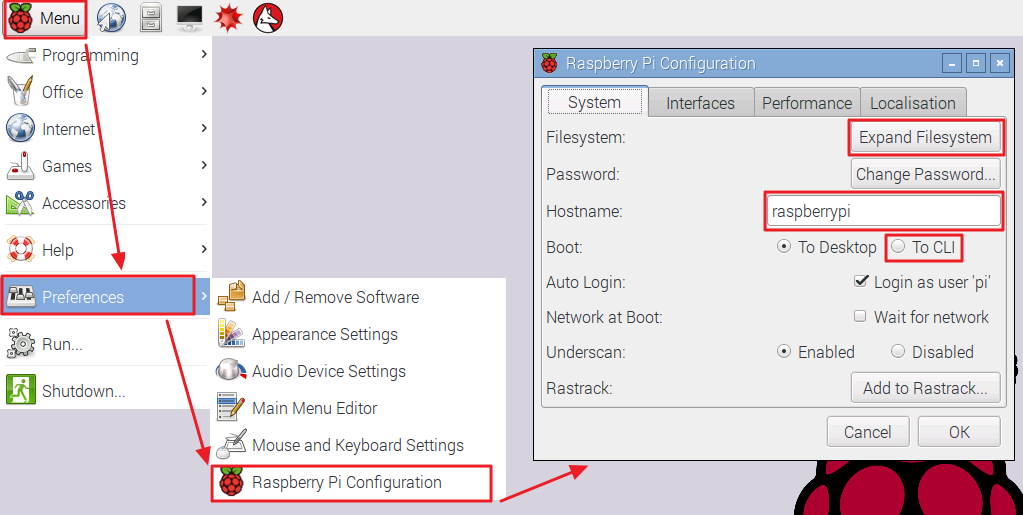 Menu
Programming
Office
Internet
Games
Accessories
Help
Preferences
Run...
Shutdown...
Add / Remove Software
Appearance Settings
Audio Device Settings
Main Menu Editor
Mouse and Keyboard Settings
Raspberry Pi Configuration
Raspberry Pi Configuration
System Interfaces Performance Localisation
Filesystem: Expand Filesystem
Password: Change Password...
Hostname: raspberrypi
Boot: To Desktop To CLI
Auto Login: Login as user 'pi'
Network at Boot: Wait for network
Underscan: Enabled Disabled
Rastrack: Add to Rastrack...
Cancel OK